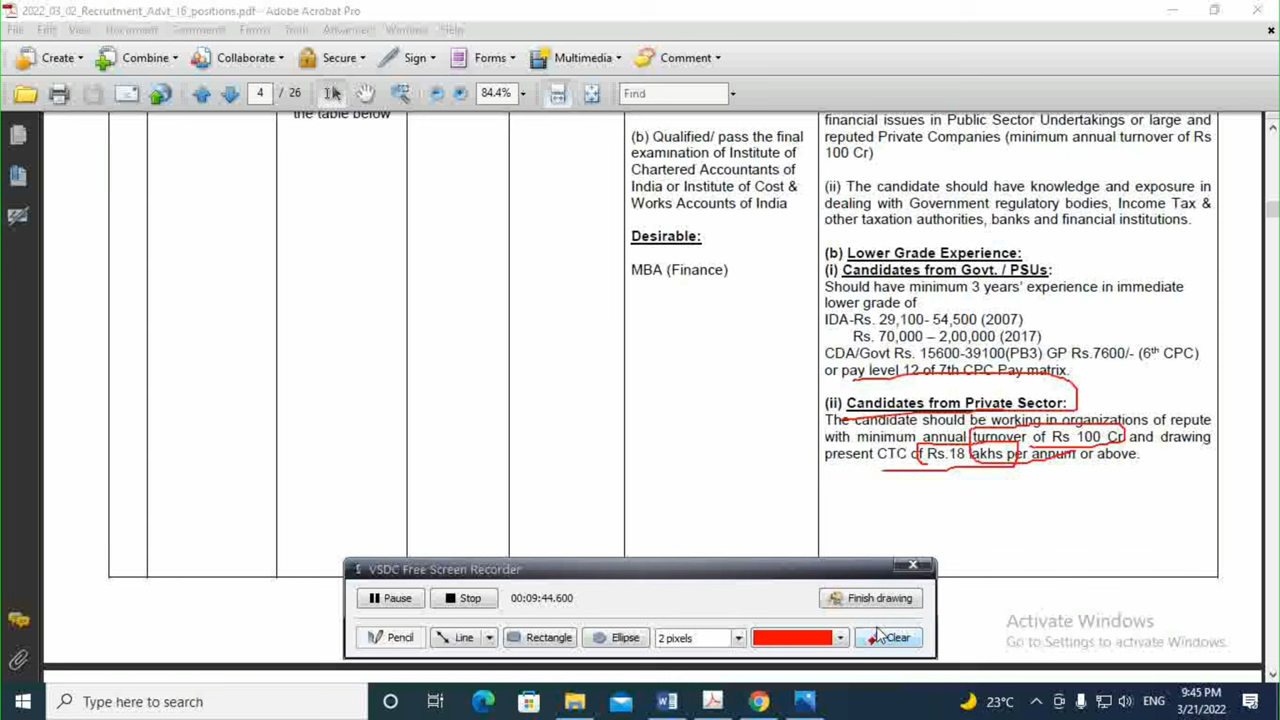 2022_03_02_Recruitment_Advt_16_positions.pdf - Adobe Acrobat Pro
File Edit View Document Comments Forms Tools Advanced Windows Help
Create Combine Collaborate Secure Sign Forms Multimedia Comment
4 / 26 84.4% Find
the table below
(b) Qualified/ pass the final
examination of Institute of
Chartered Accountants of
India or Institute of Cost &
Works Accounts of India
Desirable:
MBA (Finance)
financial issues in Public Sector Undertakings or large and
reputed Private Companies (minimum annual turnover of Rs
100 Cr)
(ii) The candidate should have knowledge and exposure in
dealing with Government regulatory bodies, Income Tax &
other taxation authorities, banks and financial institutions.
(b) Lower Grade Experience:
(i) Candidates from Govt. / PSUs:
Should have minimum 3 years' experience in immediate
lower grade of
IDA-Rs. 29,100- 54,500 (2007)
Rs. 70,000 – 2,00,000 (2017)
CDA/Govt Rs. 15600-39100(PB3) GP Rs.7600/- (6th CPC)
or pay level 12 of 7th CPC Pay matrix.
(ii) Candidates from Private Sector:
The candidate should be working in organizations of repute
with minimum annual turnover of Rs 100 Cr and drawing
present CTC of Rs.18 lakhs per annum or above.
VSDC Free Screen Recorder
Pause Stop 00:09:44.600 Finish drawing
Pencil Line Rectangle Ellipse 2 pixels Clear
Activate Windows
Go to Settings to activate Windows.
Type here to search
23°C ENG 9:45 PM
3/21/2022